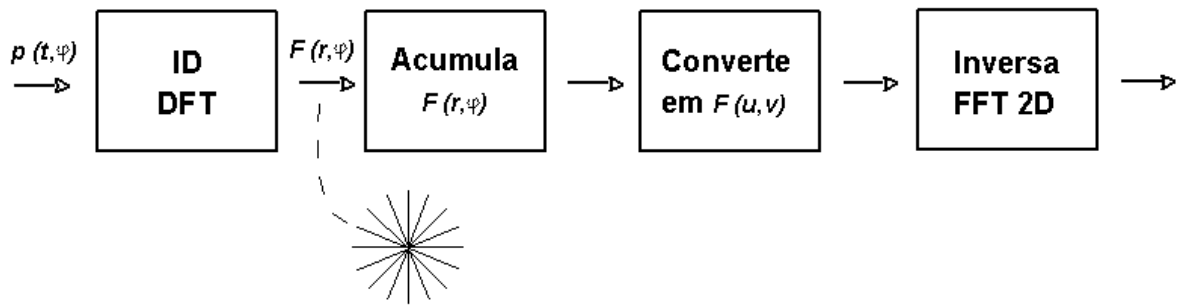 p (t,φ)
ID
DFT
F (r,φ)
Acumula
F (r,φ)
Converte
em F (u,v)
Inversa
FFT 2D